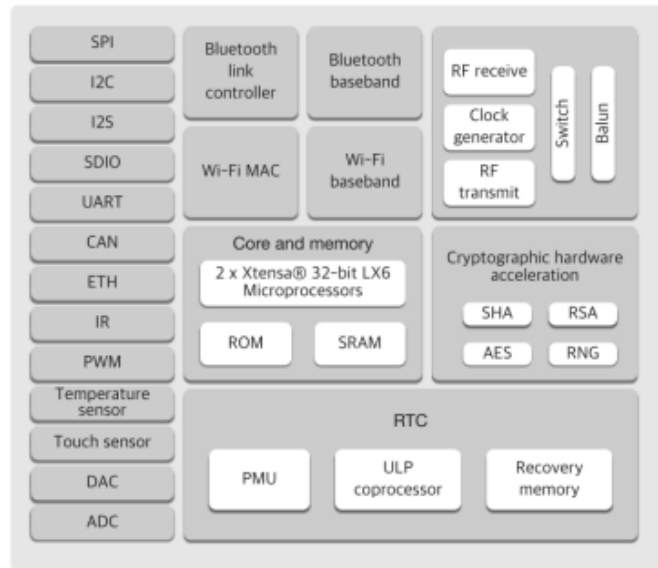 SPI
I2C
I2S
SDIO
UART
CAN
ETH
IR
PWM
Temperature
sensor
Touch sensor
DAC
ADC
Bluetooth
link
controller
Bluetooth
baseband
Wi-Fi MAC
Wi-Fi
baseband
RF receive
Clock
generator
RF
transmit
Switch
Balun
Core and memory
2 x Xtensa® 32-bit LX6
Microprocessors
ROM
SRAM
Cryptographic hardware
acceleration
SHA
RSA
AES
RNG
RTC
PMU
ULP
coprocessor
Recovery
memory